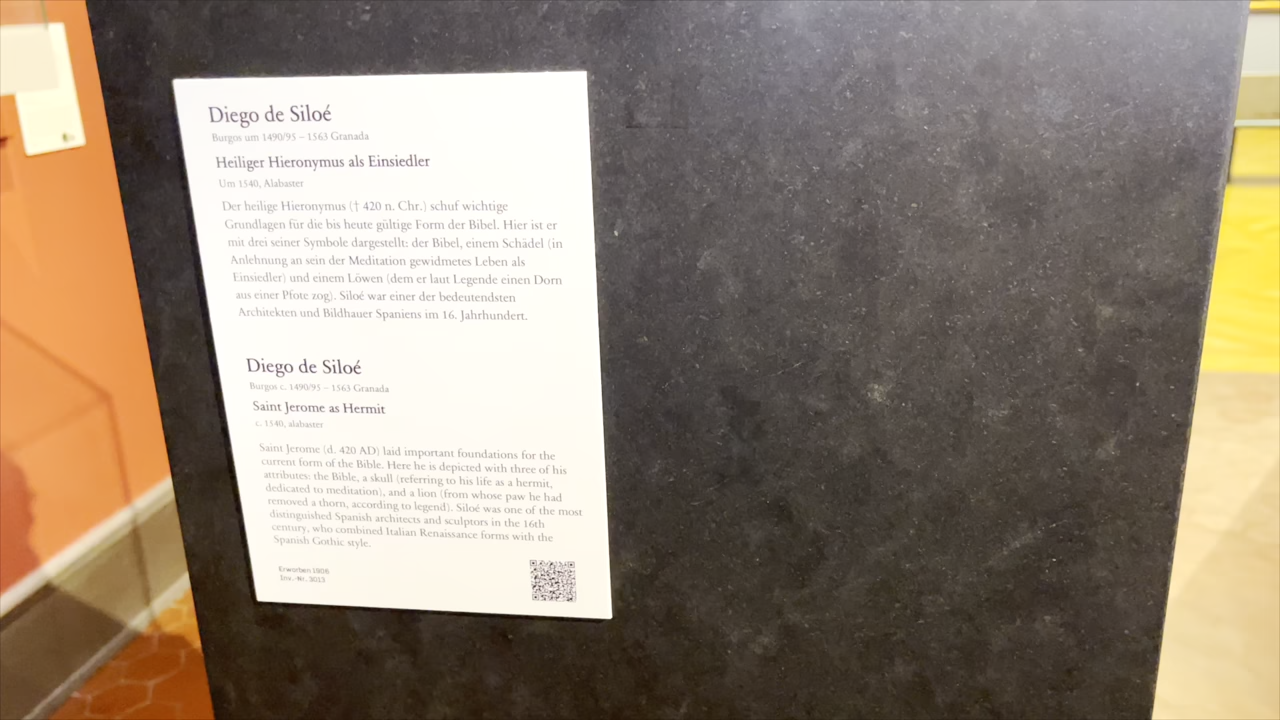 Diego de Siloé
Burgos um 1490/95 – 1563 Granada
Heiliger Hieronymus als Einsiedler
Um 1540, Alabaster
Der heilige Hieronymus († 420 n. Chr.) schuf wichtige
Grundlagen für die bis heute gültige Form der Bibel. Hier ist er
mit drei seiner Symbole dargestellt: der Bibel, einem Schädel (in
Anlehnung an sein der Meditation gewidmetes Leben als
Einsiedler) und einem Löwen (dem er laut Legende einen Dorn
aus einer Pfote zog). Siloé war einer der bedeutendsten
Architekten und Bildhauer Spaniens im 16. Jahrhundert.
Diego de Siloé
Burgos c. 1490/95 – 1563 Granada
Saint Jerome as Hermit
c. 1540, alabaster
Saint Jerome (d. 420 AD) laid important foundations for the
current form of the Bible. Here he is depicted with three of his
attributes: the Bible, a skull (referring to his life as a hermit,
dedicated to meditation), and a lion (from whose paw he had
removed a thorn, according to legend). Siloé was one of the most
distinguished Spanish architects and sculptors in the 16th
century, who combined Italian Renaissance forms with the
Spanish Gothic style.
Erworben 1906
Inv.-Nr. 3013